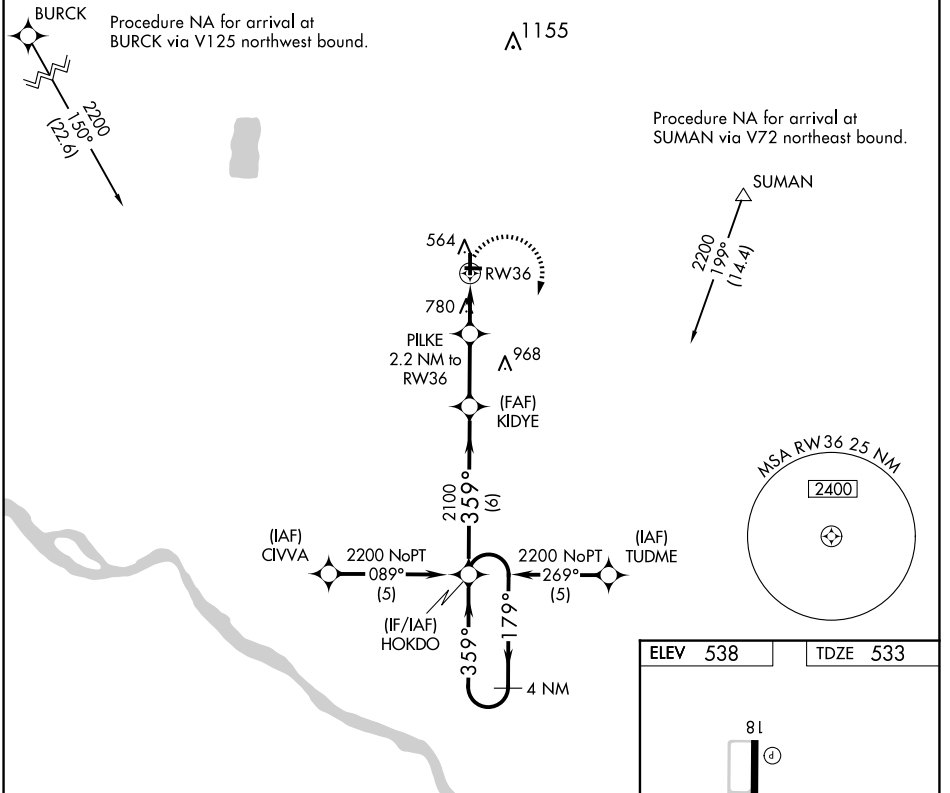 BURCK
Procedure NA for arrival at
BURCK via V125 northwest bound.
1155
2200
150°
(22.6)
Procedure NA for arrival at
SUMAN via V72 northeast bound.
SUMAN
2200
199°
(14.4)
564
RW36
780
PILKE
2.2 NM to
RW36
968
(FAF)
KIDYE
2100
359°
(6)
MSA RW36 25 NM
2400
(IAF)
CIVVA
2200 NoPT
089°
(5)
2200 NoPT
269°
(5)
(IAF)
TUDME
(IF/IAF)
HOKDO
359°
179°
4 NM
ELEV 538
TDZE 533
18
P